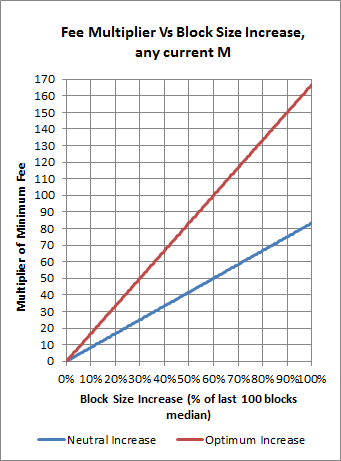 Fee Multiplier Vs Block Size Increase,
any current M
Multiplier of Minimum Fee
170
160
150
140
130
120
110
100
90
80
70
60
50
40
30
20
10
0
0% 10% 20% 30% 40% 50% 60% 70% 80% 90% 100%
Block Size Increase (% of last 100 blocks
median)
Neutral Increase Optimum Increase